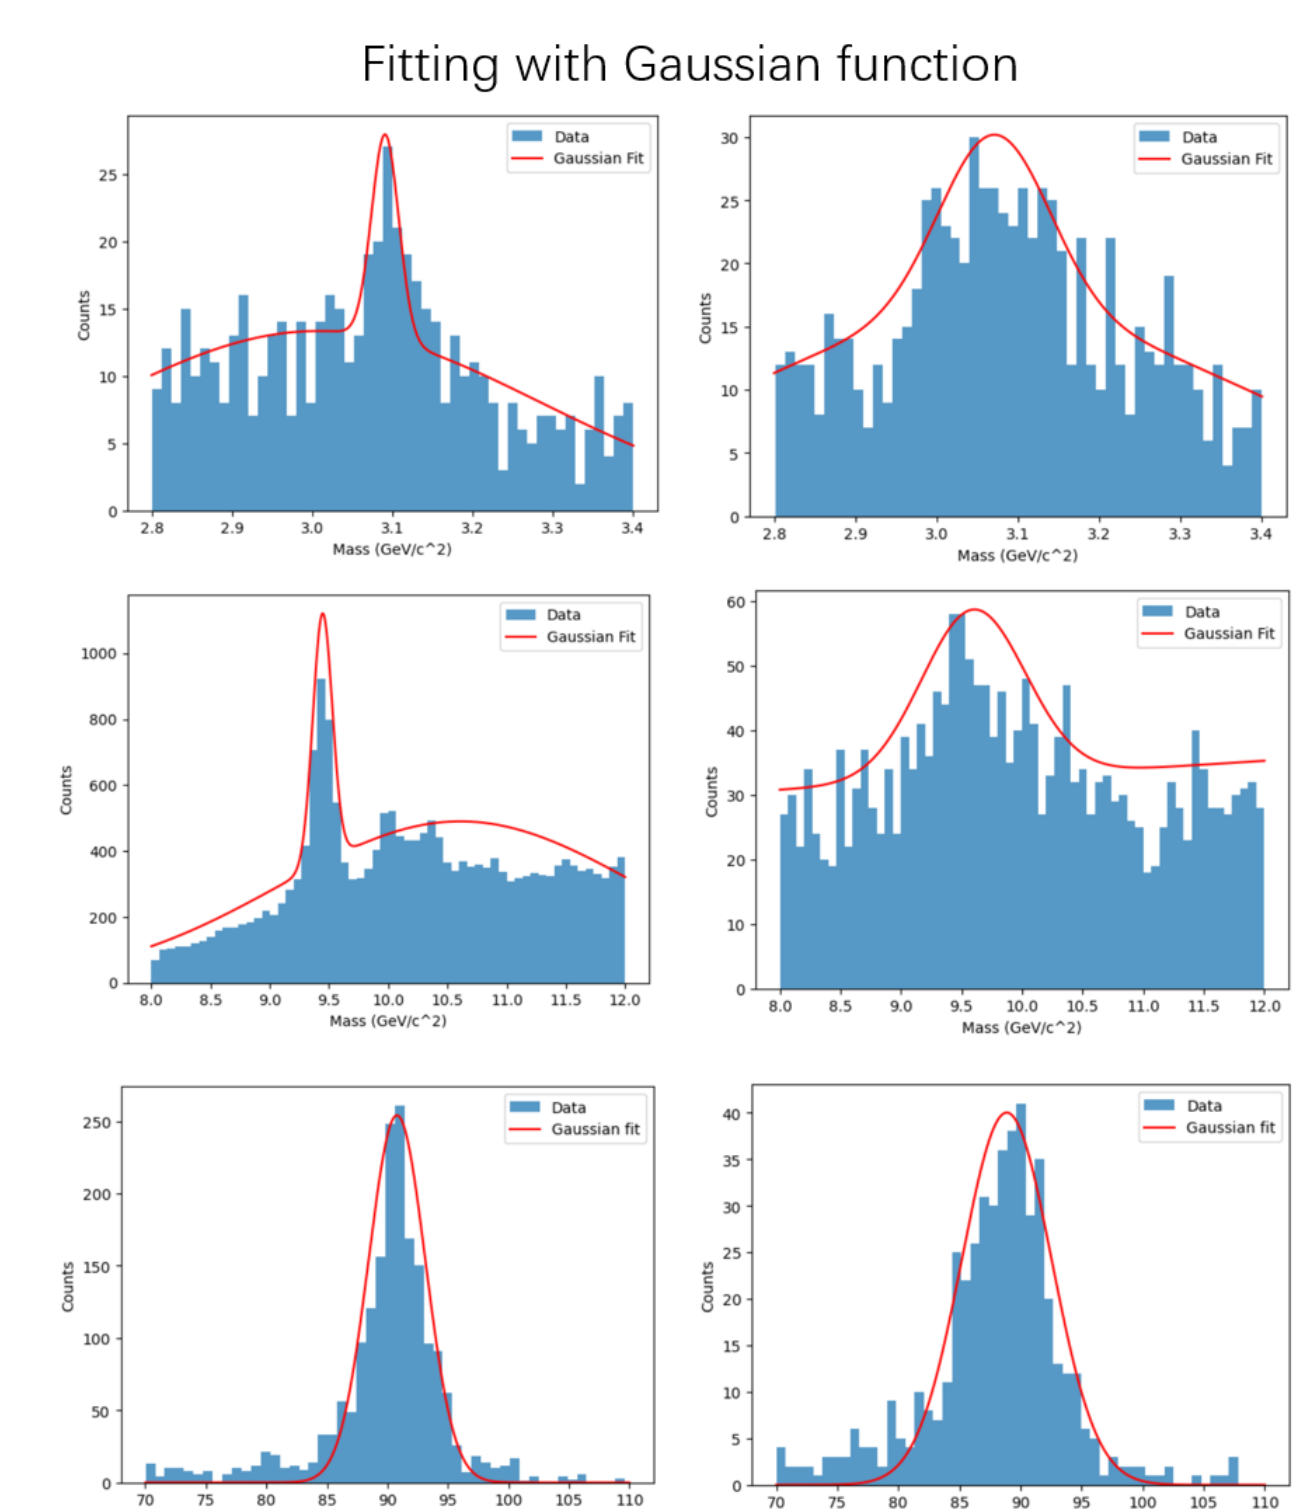 Fitting with Gaussian function
Data
Gaussian Fit
25
20
15
10
5
0
Counts
2.8 2.9 3.0 3.1 3.2 3.3 3.4
Mass (GeV/c^2)
Data
Gaussian Fit
30
25
20
15
10
5
0
Counts
2.8 2.9 3.0 3.1 3.2 3.3 3.4
Mass (GeV/c^2)
Data
Gaussian Fit
1000
800
600
400
200
0
Counts
8.0 8.5 9.0 9.5 10.0 10.5 11.0 11.5 12.0
Mass (GeV/c^2)
Data
Gaussian Fit
60
50
40
30
20
10
0
Counts
8.0 8.5 9.0 9.5 10.0 10.5 11.0 11.5 12.0
Mass (GeV/c^2)
Data
Gaussian fit
250
200
150
100
50
0
Counts
70 75 80 85 90 95 100 105 110
Data
Gaussian fit
40
35
30
25
20
15
10
5
0
Counts
70 75 80 85 90 95 100 105 110